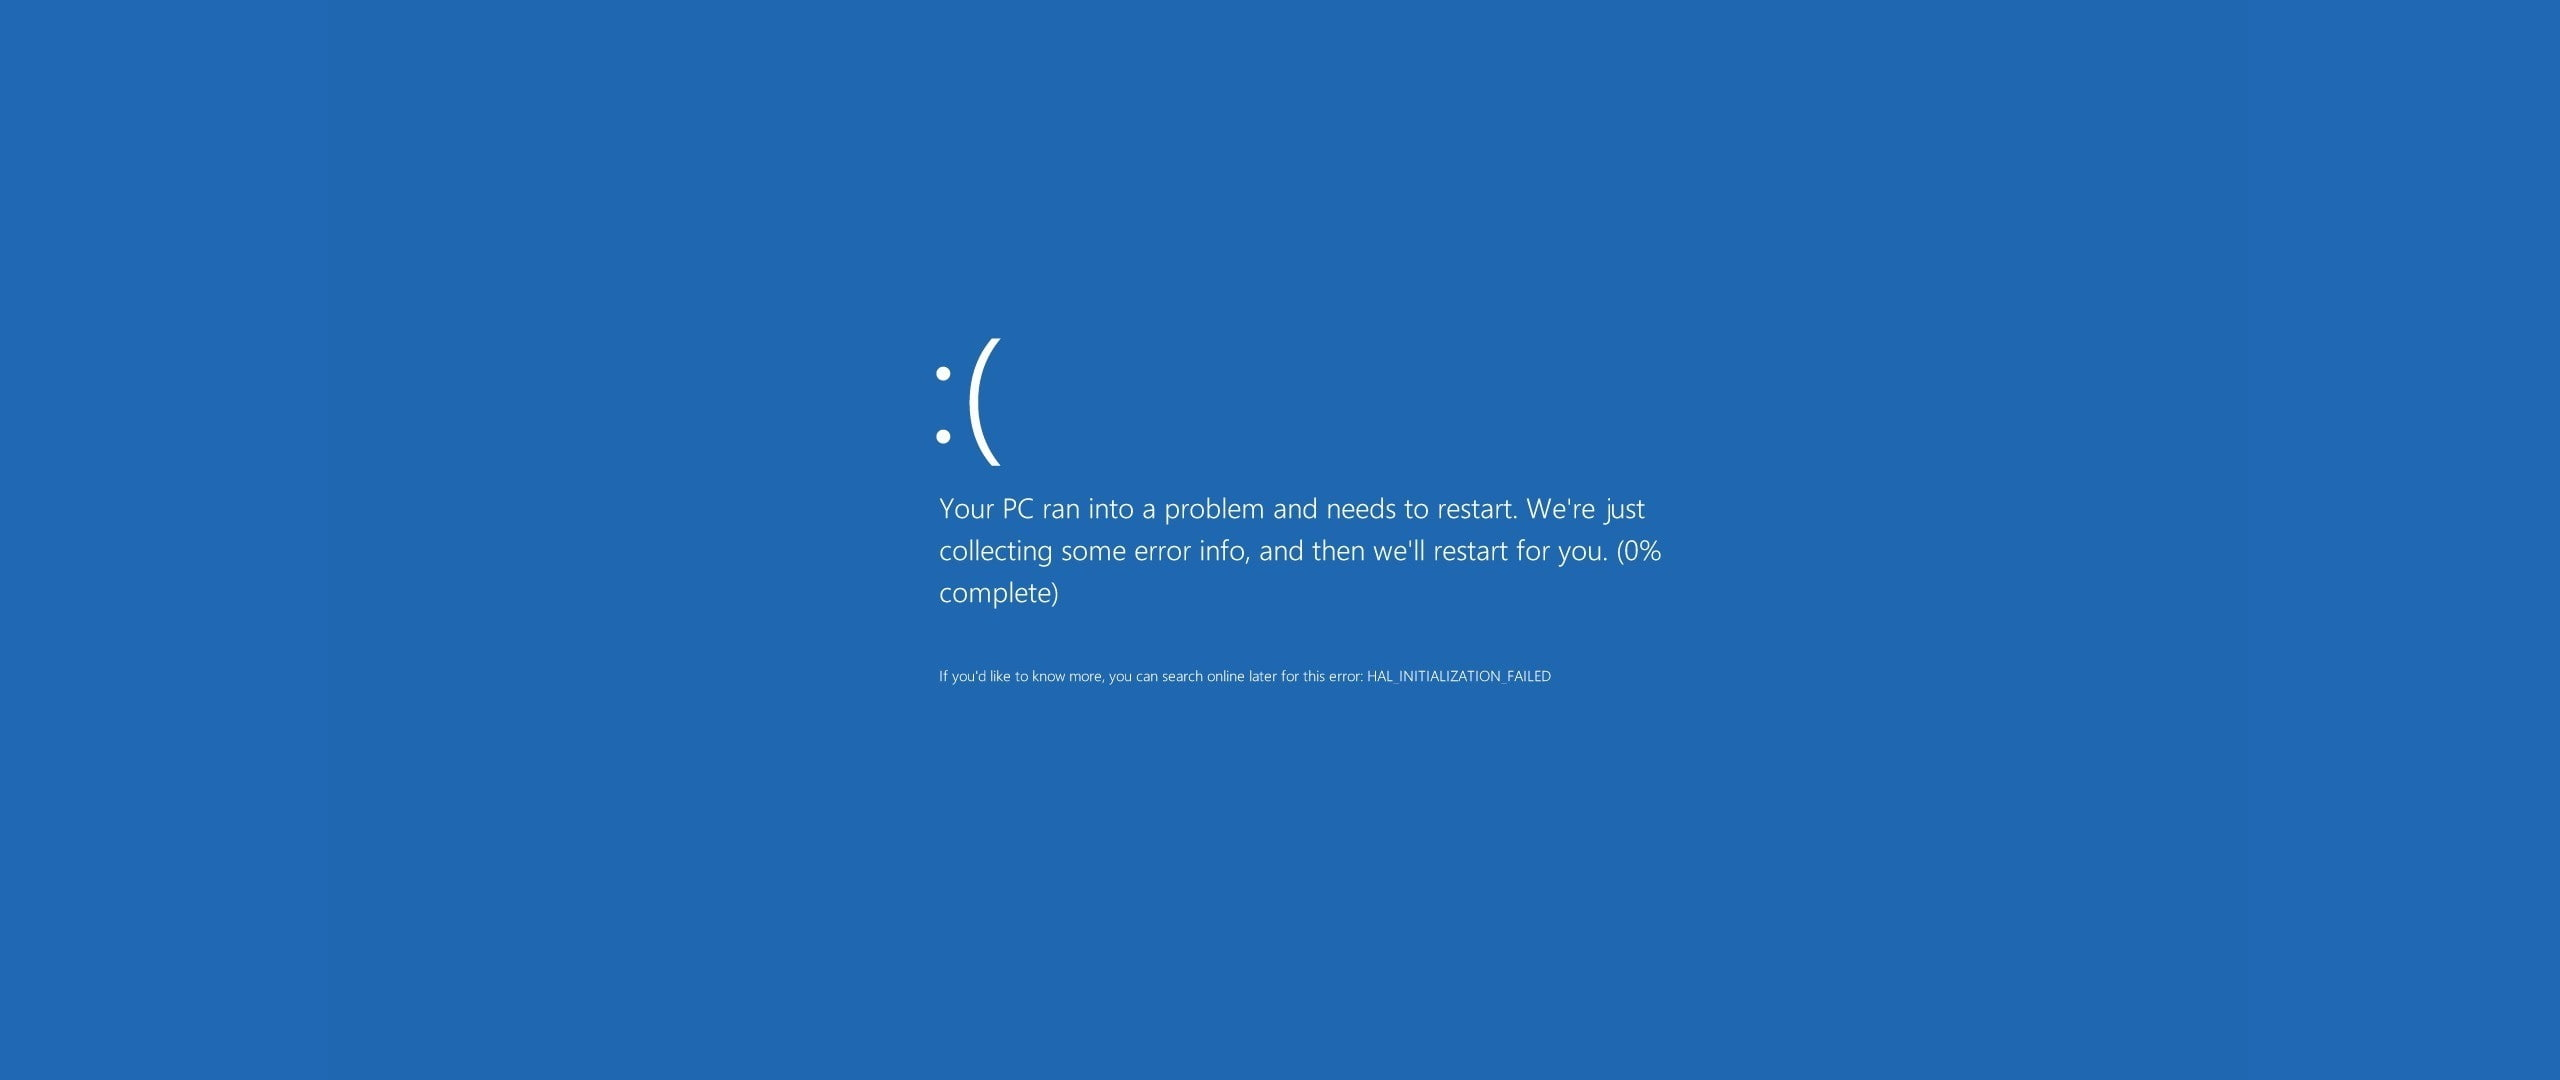 :(
Your PC ran into a problem and needs to restart. We're just
collecting some error info, and then we'll restart for you. (0%
complete)
If you'd like to know more, you can search online later for this error: HAL_INITIALIZATION_FAILED